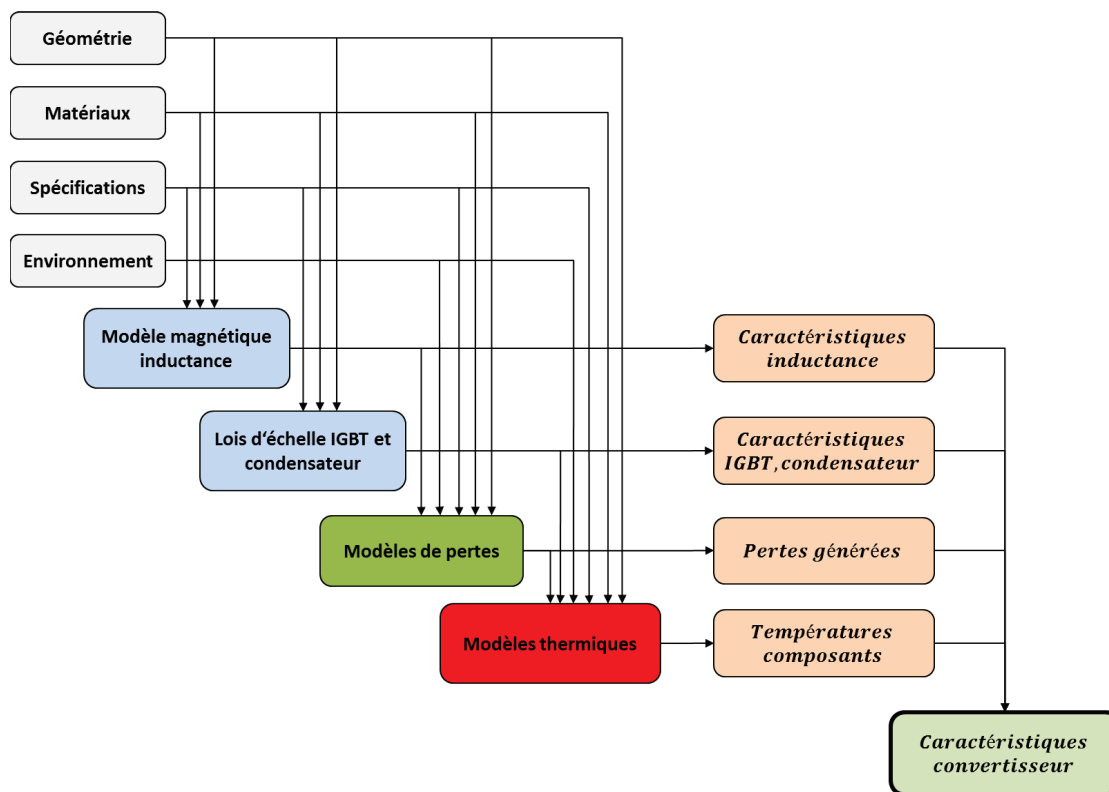 Géométrie
Matériaux
Spécifications
Environnement
Modèle magnétique
inductance
Caractéristiques
inductance
Lois d‘échelle IGBT et
condensateur
Caractéristiques
IGBT, condensateur
Modèles de pertes
Pertes générées
Modèles thermiques
Températures
composants
Caractéristiques
convertisseur